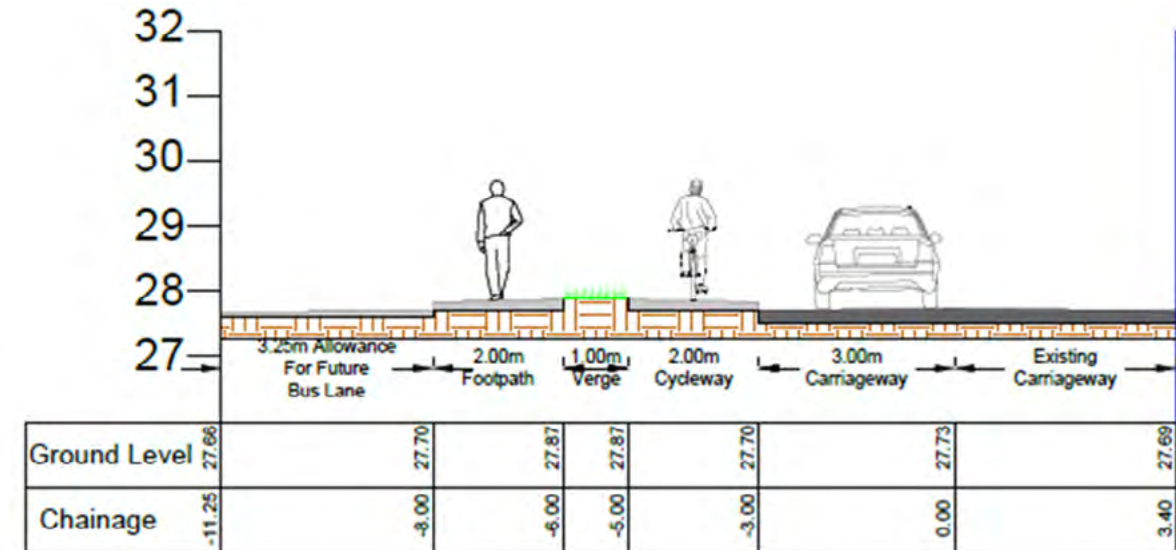 32
31
30
29
28
27
3.25m Allowance
For Future
Bus Lane
2.00m
Footpath
1.00m
Verge
2.00m
Cycleway
3.00m
Carriageway
Existing
Carriageway
Ground Level 27.66 27.70 27.87 27.87 27.70 27.73 27.69
Chainage -11.25 -8.00 -6.00 -5.00 -3.00 0.00 3.40